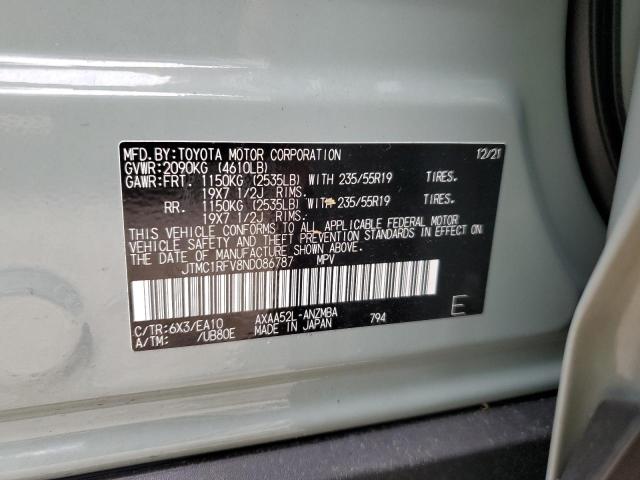 MFD.BY:TOYOTA MOTOR CORPORATION 12/21
GVWR:2090KG (4610LB)
GAWR:FRT. 1150KG (2535LB) WITH 235/55R19 TIRES.
19X7 1/2J RIMS.
RR. 1150KG (2535LB) WITH 235/55R19 TIRES.
19X7 1/2J RIMS.
THIS VEHICLE CONFORMS TO ALL APPLICABLE FEDERAL MOTOR
VEHICLE SAFETY AND THEFT PREVENTION STANDARDS IN EFFECT ON
THE DATE OF MANUFACTURE SHOWN ABOVE.
JTMC1RFV8ND086787 MPV
C/TR:6X3/EA10 AXAA52L-ANZMBA 794
A/TM: /UB80E MADE IN JAPAN
E